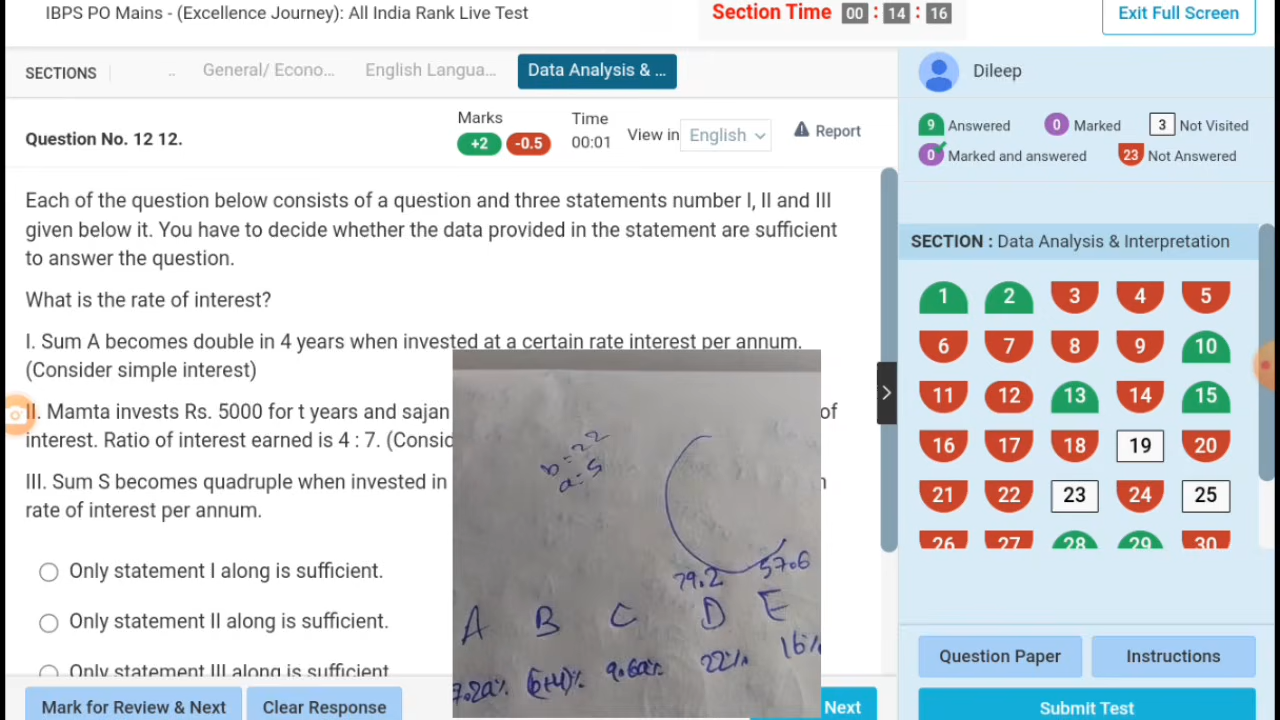 IBPS PO Mains - (Excellence Journey): All India Rank Live Test
Section Time 00 : 14 : 16
Exit Full Screen
SECTIONS
..
General/ Econo...
English Langua...
Data Analysis & ...
Dileep
Question No. 12 12.
Marks
+2 -0.5
Time
00:01
View in English
Report
9 Answered
0 Marked
3 Not Visited
0 Marked and answered
23 Not Answered
Each of the question below consists of a question and three statements number I, II and III
given below it. You have to decide whether the data provided in the statement are sufficient
to answer the question.
What is the rate of interest?
I. Sum A becomes double in 4 years when invested at a certain rate interest per annum.
(Consider simple interest)
II. Mamta invests Rs. 5000 for t years and sajan of
interest. Ratio of interest earned is 4 : 7.
III. Sum S becomes quadruple when invested in
rate of interest per annum.
Only statement I along is sufficient.
Only statement II along is sufficient.
Only statement III along is sufficient
b=22
a=5
79.2 57.6
A B C D E
7.2a% (b+4)% 9.6a% 22% 16%
SECTION : Data Analysis & Interpretation
1 2 3 4 5
6 7 8 9 10
11 12 13 14 15
16 17 18 19 20
21 22 23 24 25
26 27 28 29 30
Mark for Review & Next
Clear Response
Next
Question Paper
Instructions
Submit Test